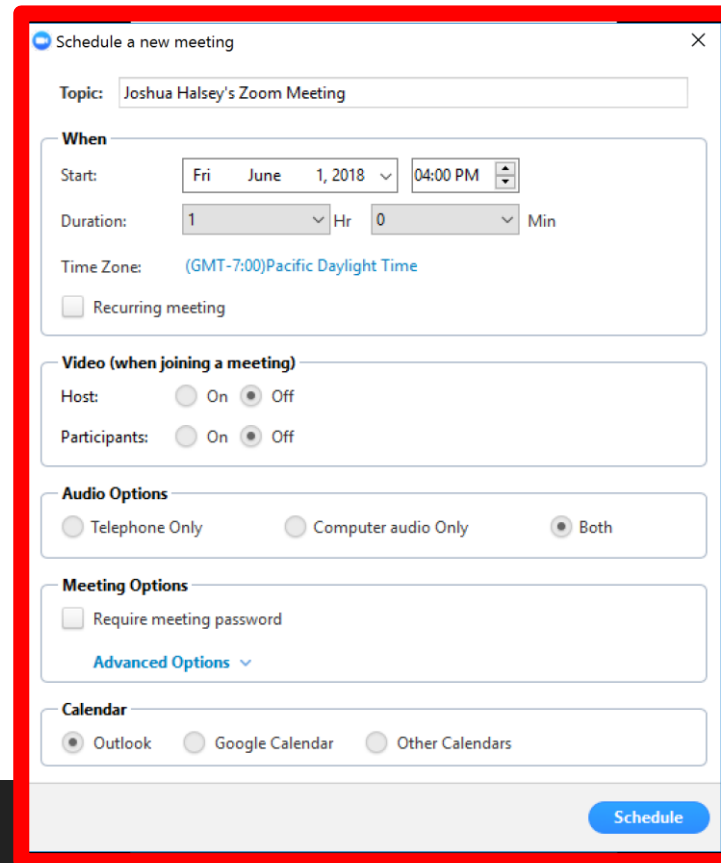 Schedule a new meeting
Topic: Joshua Halsey's Zoom Meeting
When
Start: Fri June 1, 2018 04:00 PM
Duration: 1 Hr 0 Min
Time Zone: (GMT-7:00)Pacific Daylight Time
Recurring meeting
Video (when joining a meeting)
Host: On Off
Participants: On Off
Audio Options
Telephone Only Computer audio Only Both
Meeting Options
Require meeting password
Advanced Options
Calendar
Outlook Google Calendar Other Calendars
Schedule